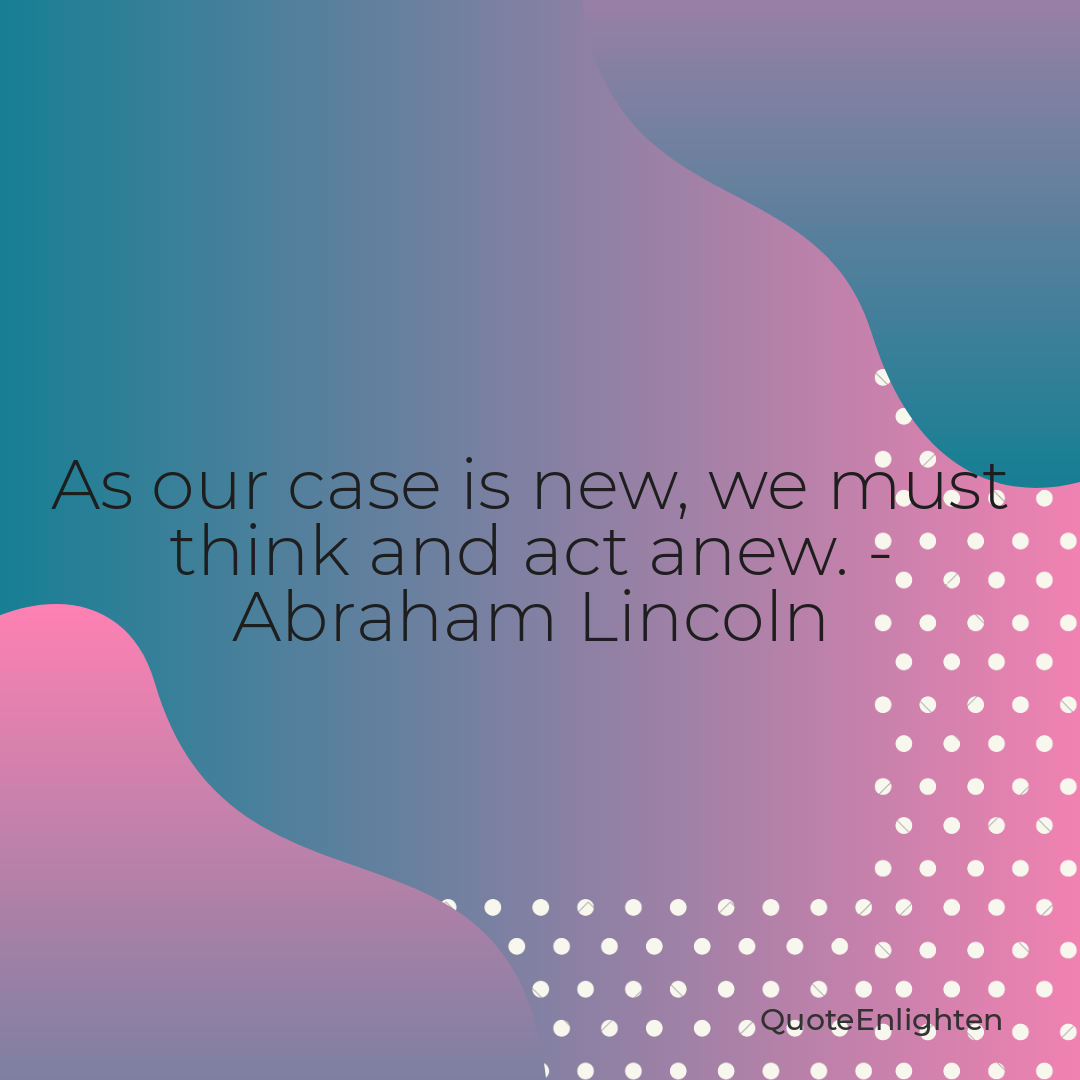 As our case is new, we must
think and act anew. -
Abraham Lincoln
QuoteEnlighten